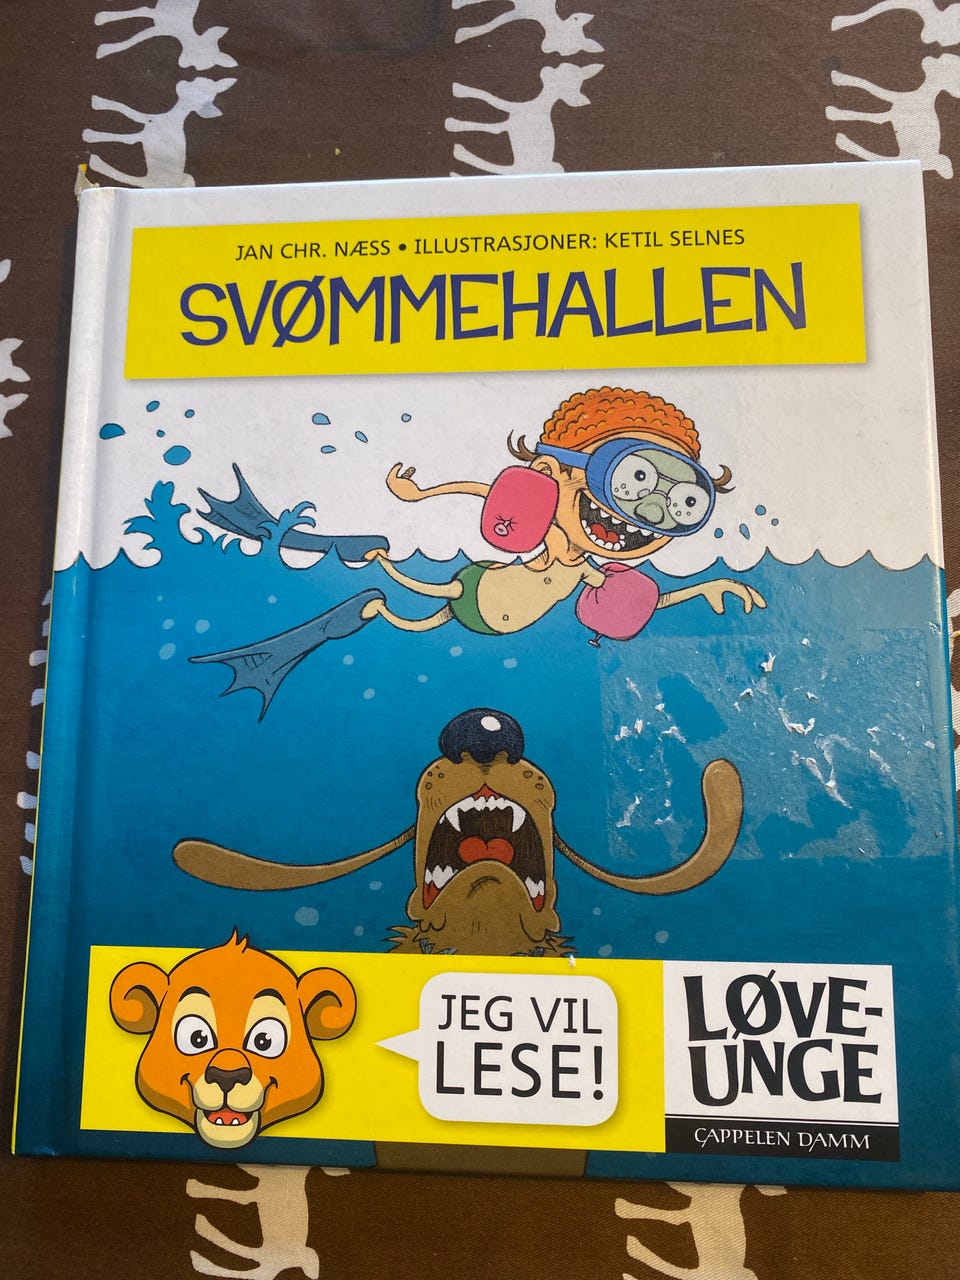 JAN CHR. NÆSS • ILLUSTRASJONER: KETIL SELNES
SVØMMEHALLEN
JEG VIL
LESE!
LØVE-
UNGE
CAPPELEN DAMM